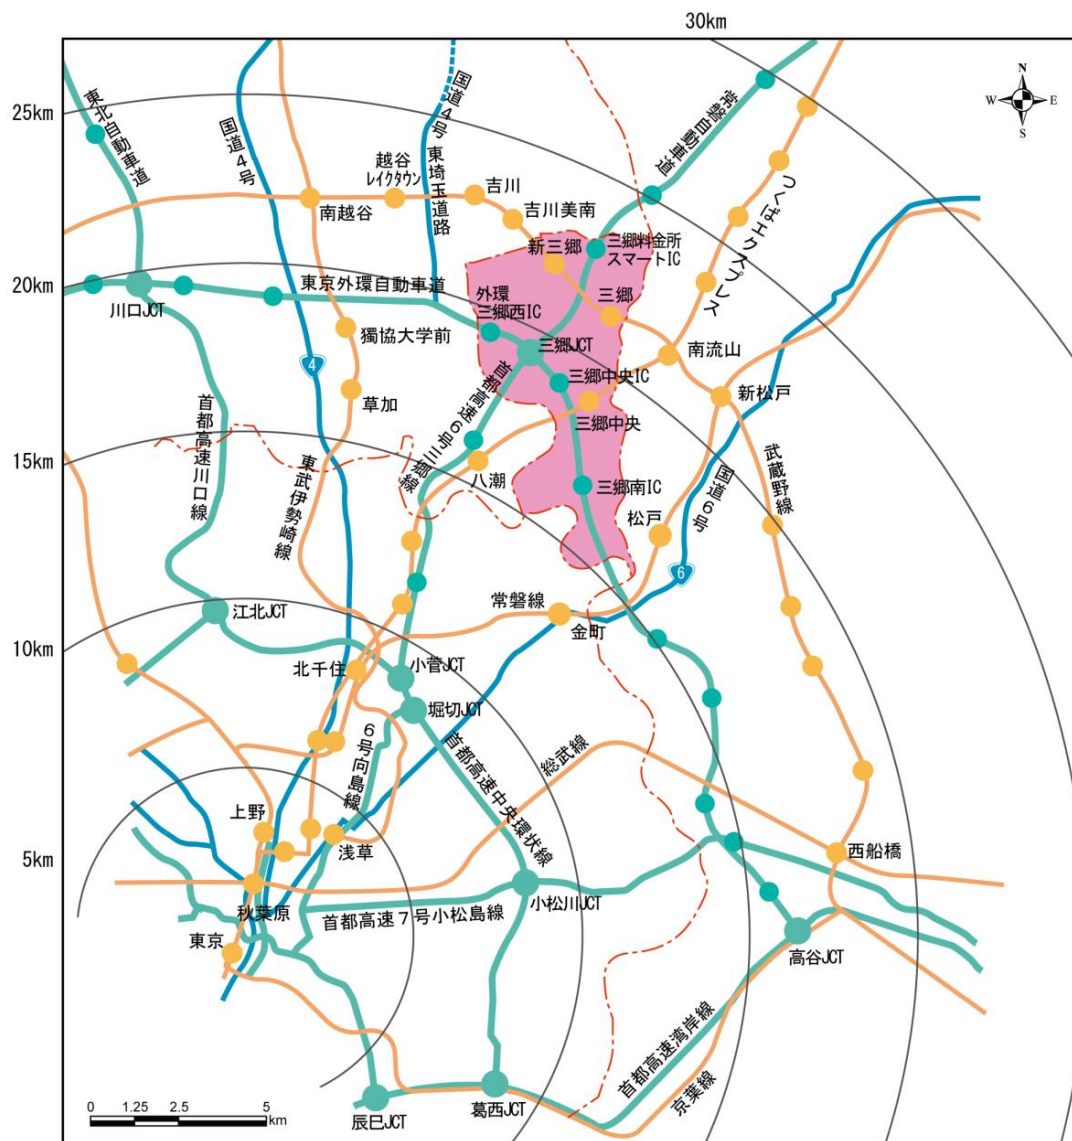 30km
25km
20km
15km
10km
5km
N
W
E
S
東北自動車道
国道4号
国道4号 東埼玉道路
常磐自動車道
越谷
レイクタウン
吉川
南越谷
吉川美南
つくばエクスプレス
新三郷
三郷料金所
スマートIC
東京外環自動車道
外環
三郷西IC
三郷
川口JCT
獨協大学前
三郷JCT
南流山
4
三郷中央IC
草加
首都高速6号三郷線
新松戸
三郷中央
首都高速川口線
八潮
東武伊勢崎線
武蔵野線
国道6号
三郷南IC
松戸
6
常磐線
江北JCT
金町
北千住
小菅JCT
堀切JCT
6号向島線
首都高速中央環状線
総武線
上野
浅草
西船橋
秋葉原
首都高速7号小松島線
小松川JCT
東京
高谷JCT
首都高速湾岸線
京葉線
辰巳JCT
葛西JCT
0 1.25 2.5 5
km